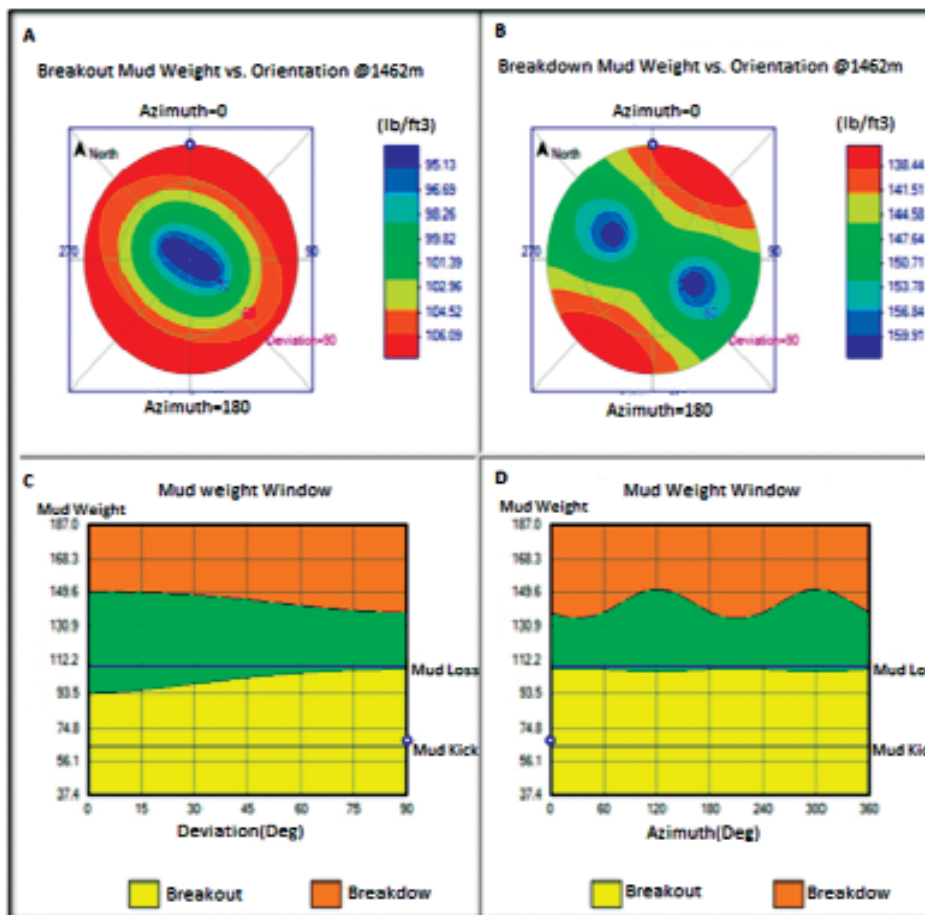 A
Breakout Mud Weight vs. Orientation @1462m
Azimuth=0
(lb/ft3)
North
270
90
Deviation=90
Azimuth=180
95.13
96.69
98.26
99.82
101.39
102.96
104.52
106.09
B
Breakdown Mud Weight vs. Orientation @1462m
Azimuth=0
(lb/ft3)
North
270
90
Deviation=90
Azimuth=180
138.44
141.51
144.58
147.64
150.71
153.78
156.84
159.91
C
Mud weight Window
Mud Weight
187.0
168.3
149.6
130.9
112.2
93.5
74.8
56.1
37.4
Mud Loss
Mud Kick
0 15 30 45 60 75 90
Deviation(Deg)
Breakout Breakdow
D
Mud Weight Window
Mud Weight
187.0
168.3
149.6
130.9
112.2
93.5
74.8
56.1
37.4
Mud Lo
Mud Kic
0 60 120 180 240 300 360
Azimuth(Deg)
Breakout Breakdow